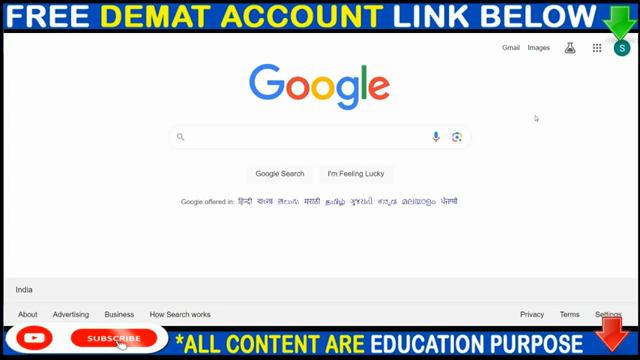 FREE DEMAT ACCOUNT LINK BELOW
Gmail Images S
Google
Google Search I'm Feeling Lucky
Google offered in: हिन्दी বাংলা తెలుగు मराठी தமிழ் ગુજરાતી ಕನ್ನಡ മലയാളം ਪੰਜਾਬੀ
India
About Advertising Business How Search works Privacy Terms Settings
SUBSCRIBE
*ALL CONTENT ARE EDUCATION PURPOSE